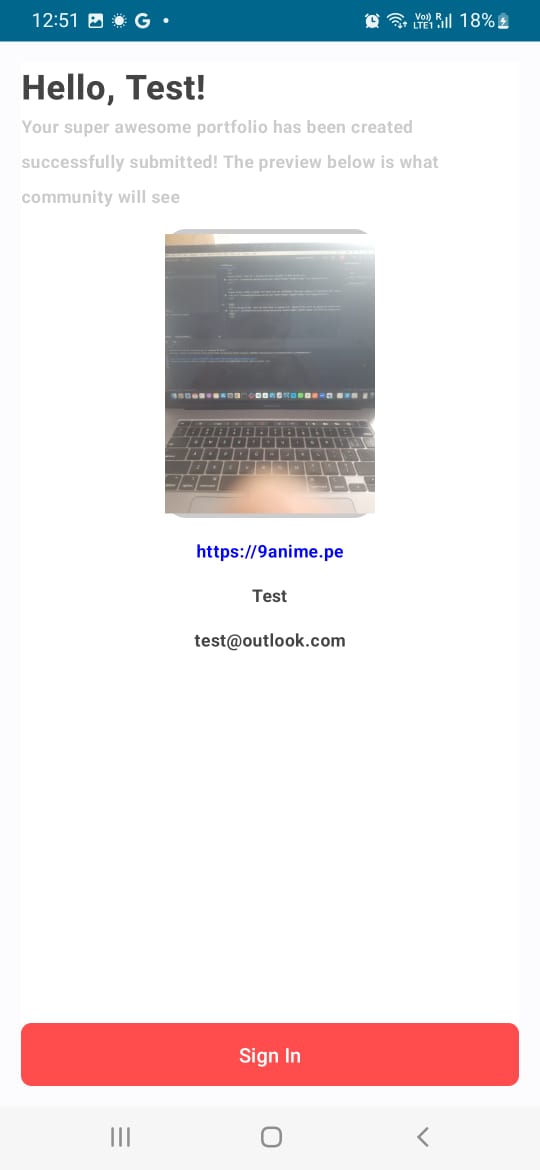 12:51
Vo)) R
LTE1
18%
Hello, Test!
Your super awesome portfolio has been created
successfully submitted! The preview below is what
community will see
https://9anime.pe
Test
test@outlook.com
Sign In